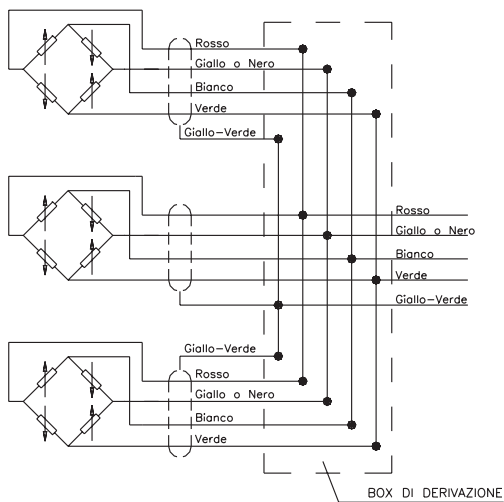 Rosso
Giallo o Nero
Bianco
Verde
Giallo-Verde
Rosso
Giallo o Nero
Bianco
Verde
Giallo-Verde
Giallo-Verde
Rosso
Giallo o Nero
Bianco
Verde
BOX DI DERIVAZIONE